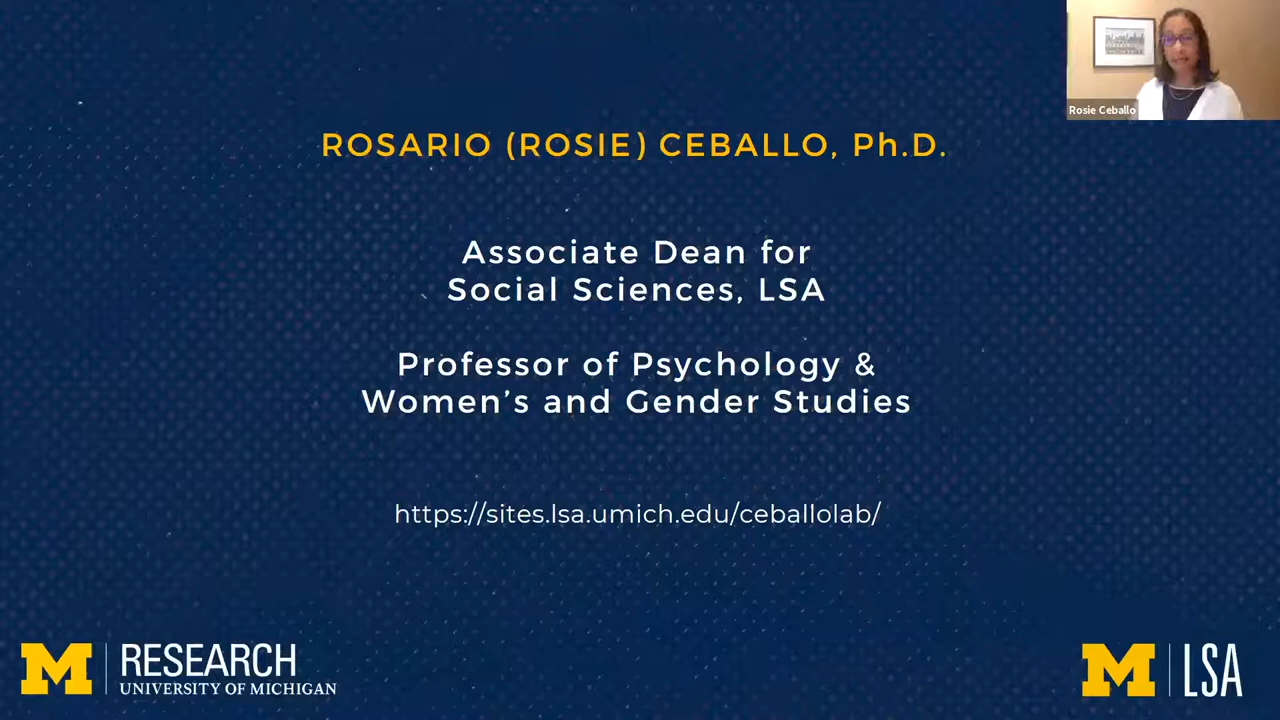 Rosie Ceballo
ROSARIO (ROSIE) CEBALLO, Ph.D.
Associate Dean for
Social Sciences, LSA
Professor of Psychology &
Women's and Gender Studies
https://sites.lsa.umich.edu/ceballolab/
M RESEARCH
UNIVERSITY OF MICHIGAN
M LSA